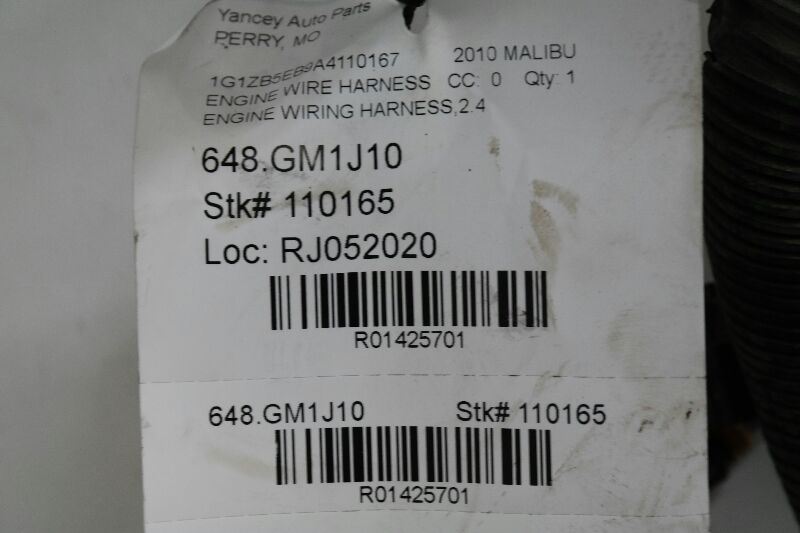 Yancey Auto Parts
PERRY, MO
1G1ZB5EB9A4110167 2010 MALIBU
ENGINE WIRE HARNESS CC: 0 Qty: 1
ENGINE WIRING HARNESS,2.4
648.GM1J10
Stk# 110165
Loc: RJ052020
R01425701
648.GM1J10 Stk# 110165
R01425701